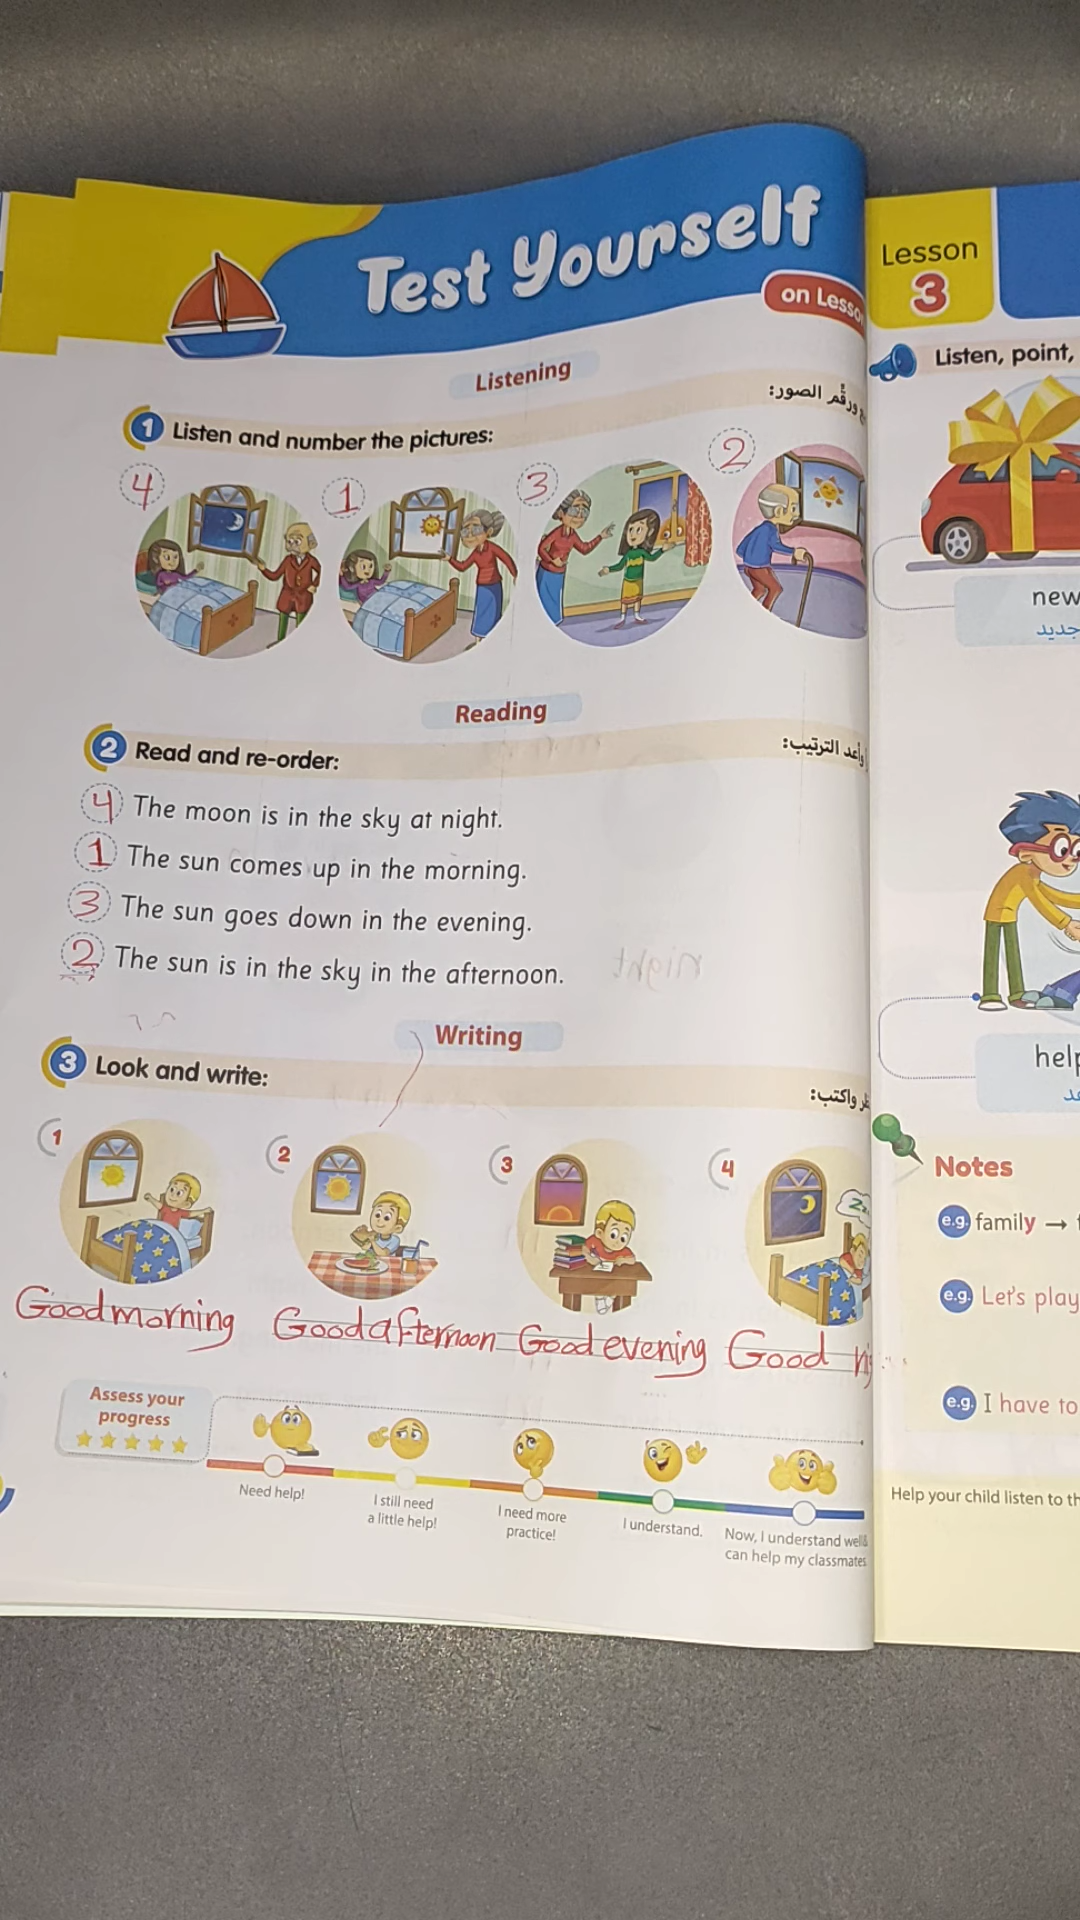 Test Yourself
on Lesso
Listening
1 Listen and number the pictures:
ورقِّم الصور:
4
1
3
2
Reading
2 Read and re-order:
وأعد الترتيب:
4 The moon is in the sky at night.
1 The sun comes up in the morning.
3 The sun goes down in the evening.
2 The sun is in the sky in the afternoon.
Writing
3 Look and write:
واكتب:
1
2
3
4
Good morning
Good afternoon
Good evening
Good
Assess your
progress
Need help!
I still need
a little help!
I need more
practice!
I understand.
Now, I understand well &
can help my classmates
Lesson
3
Listen, point,
new
جديد
help
Notes
e.g. family →
e.g. Let's play
e.g. I have to
Help your child listen to th